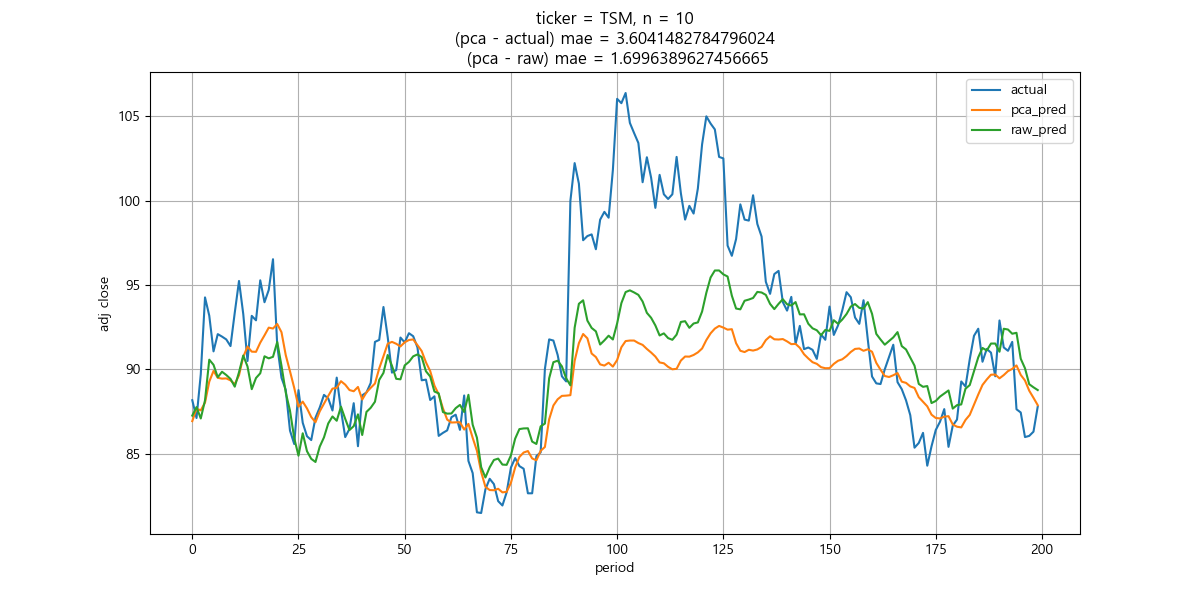 ticker = TSM, n = 10
(pca - actual) mae = 3.6041482784796024
(pca - raw) mae = 1.6996389627456665
actual
pca_pred
raw_pred
105
100
95
90
85
adj close
0
25
50
75
100
125
150
175
200
period